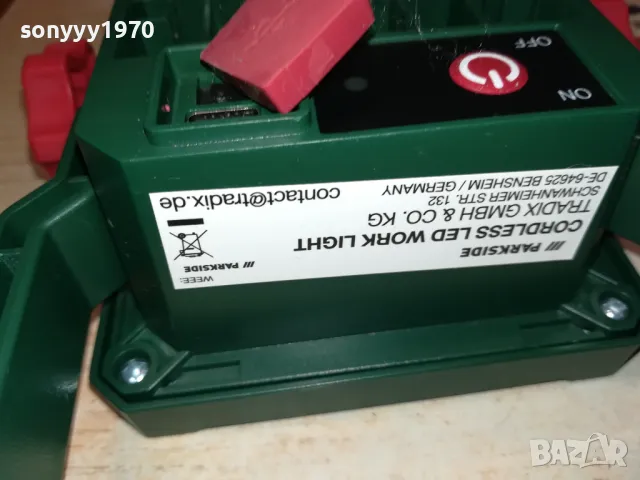 sonyyy1970
OFF
ON
/// PARKSIDE
CORDLESS LED WORK LIGHT
TRADIX GMBH & CO. KG
SCHWANHEIMER STR. 132
DE-64625 BENSHEIM / GERMANY
contact@tradix.de
/// PARKSIDE
WEEE:
BAZAR